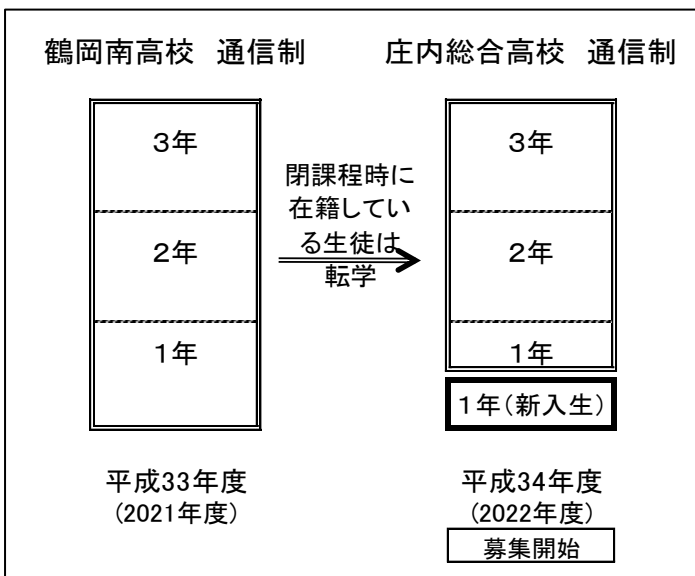 鶴岡南高校 通信制
3年
2年
1年
平成33年度
(2021年度)
閉課程時に
在籍してい
る生徒は
転学
庄内総合高校 通信制
3年
2年
1年
1年(新入生)
平成34年度
(2022年度)
募集開始